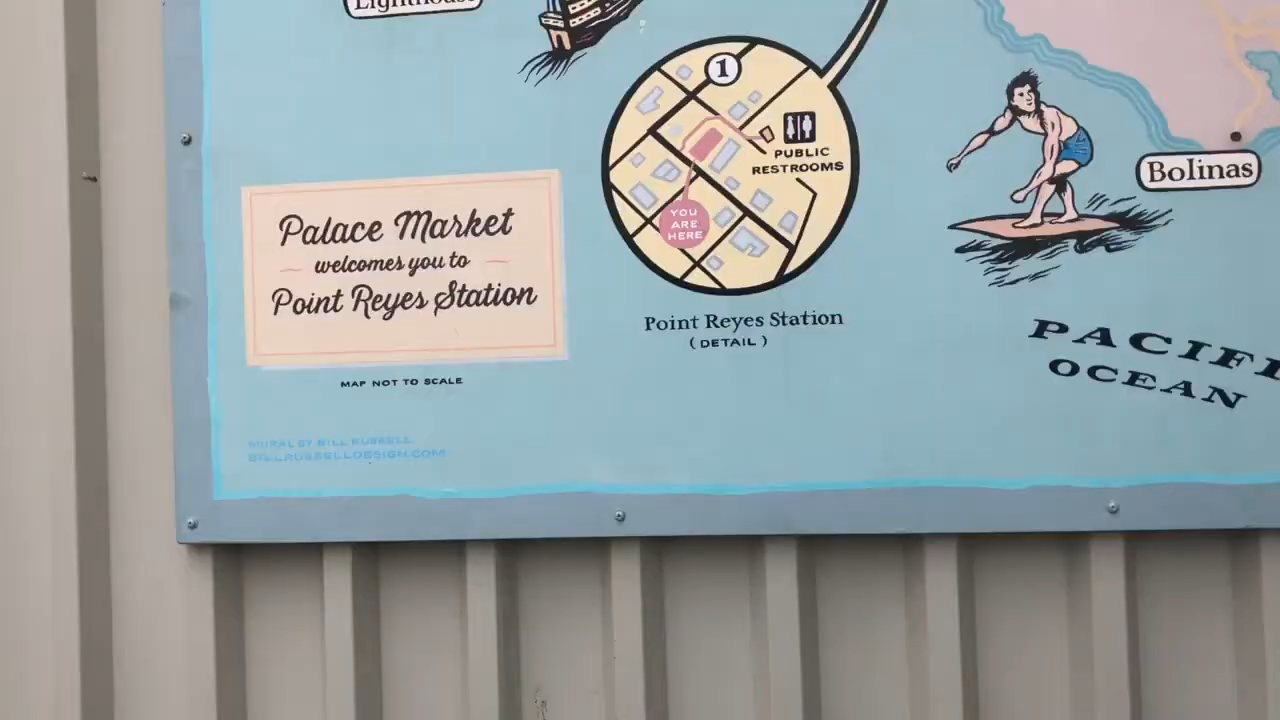 Lighthouse
1
PUBLIC
RESTROOMS
YOU
ARE
HERE
Bolinas
Palace Market
welcomes you to
Point Reyes Station
Point Reyes Station
(DETAIL)
MAP NOT TO SCALE
PACIFI
OCEAN
MURAL BY BILL RUSSELL
BILLRUSSELLDESIGN.COM